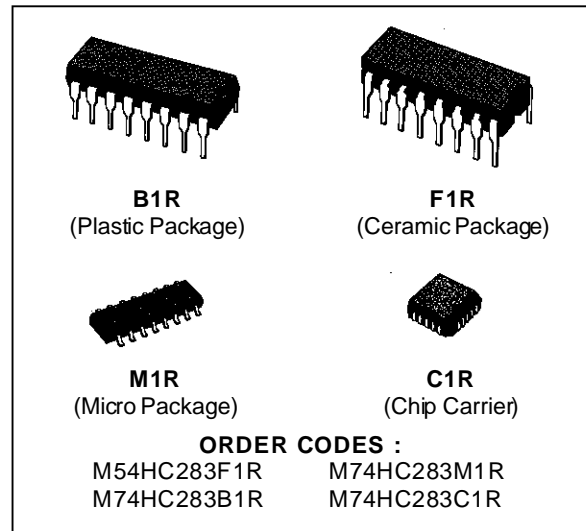 B1R
(Plastic Package)
F1R
(Ceramic Package)
M1R
(Micro Package)
C1R
(Chip Carrier)
ORDER CODES :
M54HC283F1R M74HC283M1R
M74HC283B1R M74HC283C1R